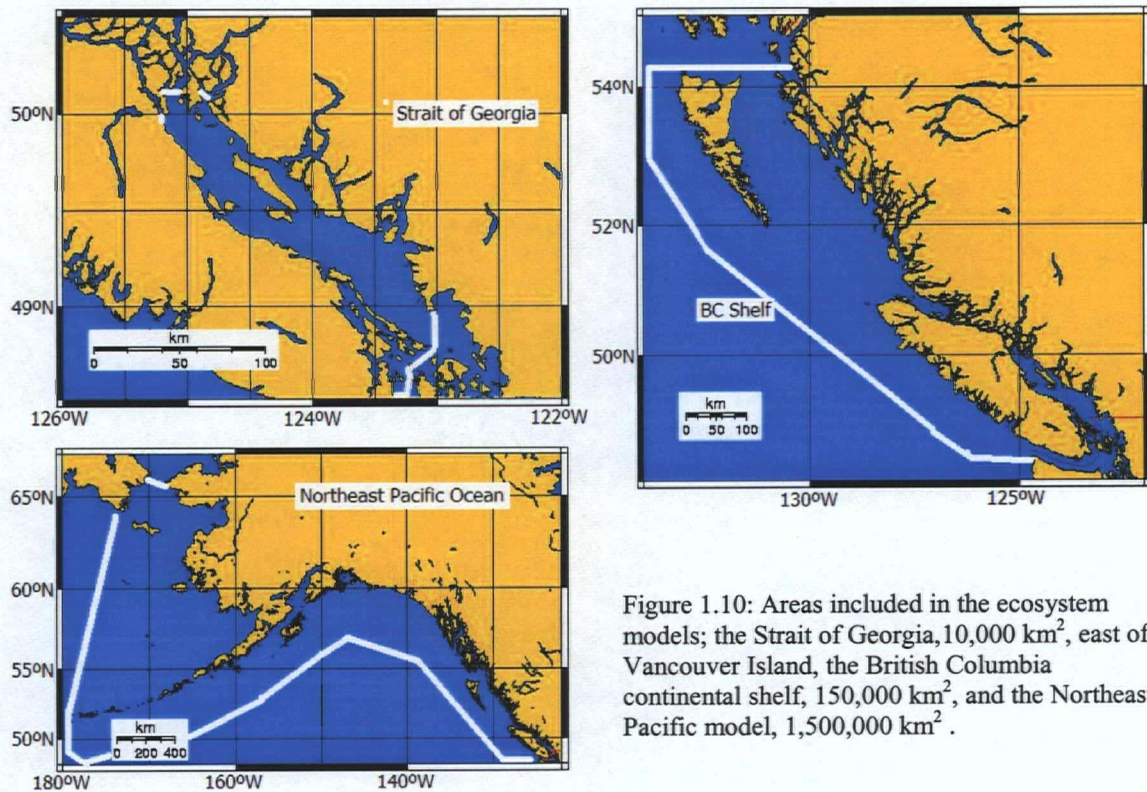 50ºN
Strait of Georgia
49ºN
km
0 50 100
126ºW 124ºW 122ºW
54ºN
52ºN
BC Shelf
50ºN
km
0 50 100
130ºW 125ºW
65ºN
Northeast Pacific Ocean
60ºN
55ºN
50ºN
km
0 200 400
180ºW 160ºW 140ºW
Figure 1.10: Areas included in the ecosystem
models; the Strait of Georgia,10,000 km², east of
Vancouver Island, the British Columbia
continental shelf, 150,000 km², and the Northeas
Pacific model, 1,500,000 km² .